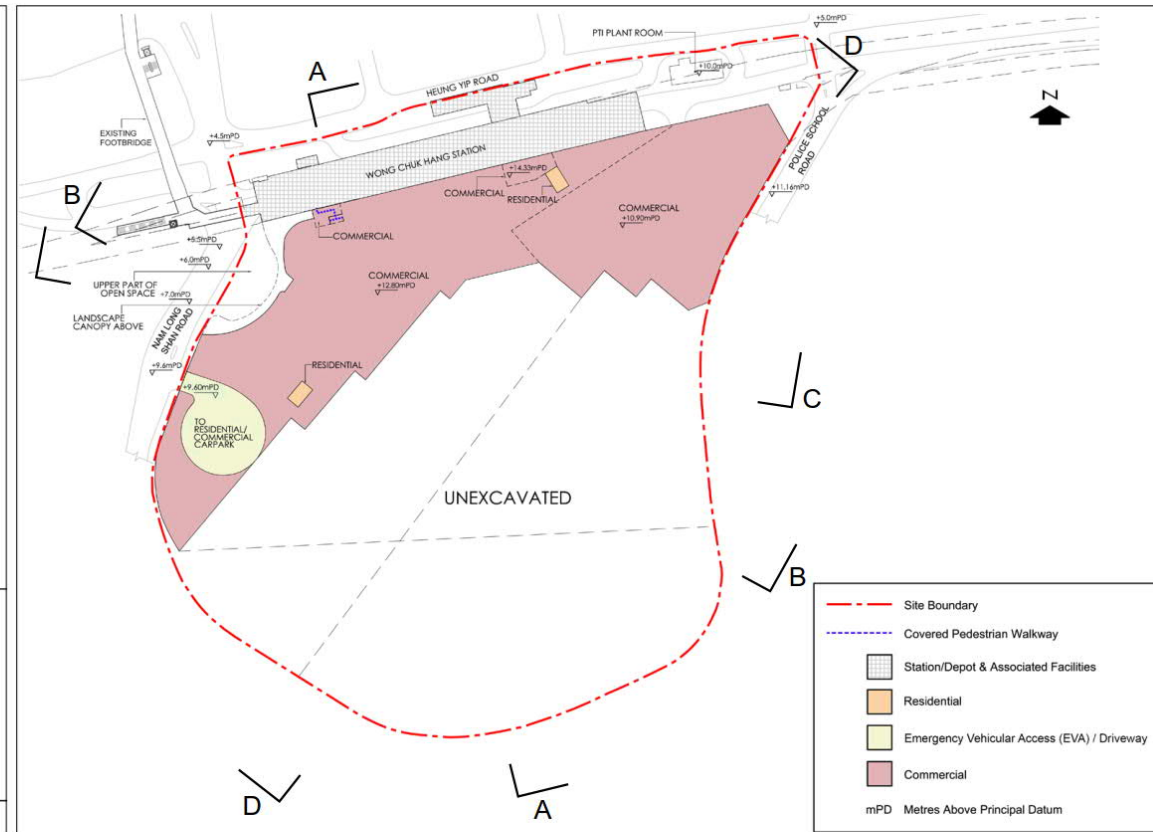 PTI PLANT ROOM
+5.0mPD
D
A
+10.0mPD
HEUNG YIP ROAD
Z
EXISTING
FOOTBRIDGE
+4.5mPD
WONG CHUK HANG STATION
POLICE SCHOOL
ROAD
+14.33mPD
COMMERCIAL
RESIDENTIAL
+11.16mPD
B
COMMERCIAL
+10.90mPD
COMMERCIAL
+5.5mPD
+6.0mPD
COMMERCIAL
+12.80mPD
UPPER PART OF
OPEN SPACE
+7.0mPD
LANDSCAPE
CANOPY ABOVE
NAM LONG
SHAN ROAD
+9.6mPD
RESIDENTIAL
+9.60mPD
C
TO
RESIDENTIAL/
COMMERCIAL
CARPARK
UNEXCAVATED
B
D
A
Site Boundary
Covered Pedestrian Walkway
Station/Depot & Associated Facilities
Residential
Emergency Vehicular Access (EVA) / Driveway
Commercial
mPD Metres Above Principal Datum